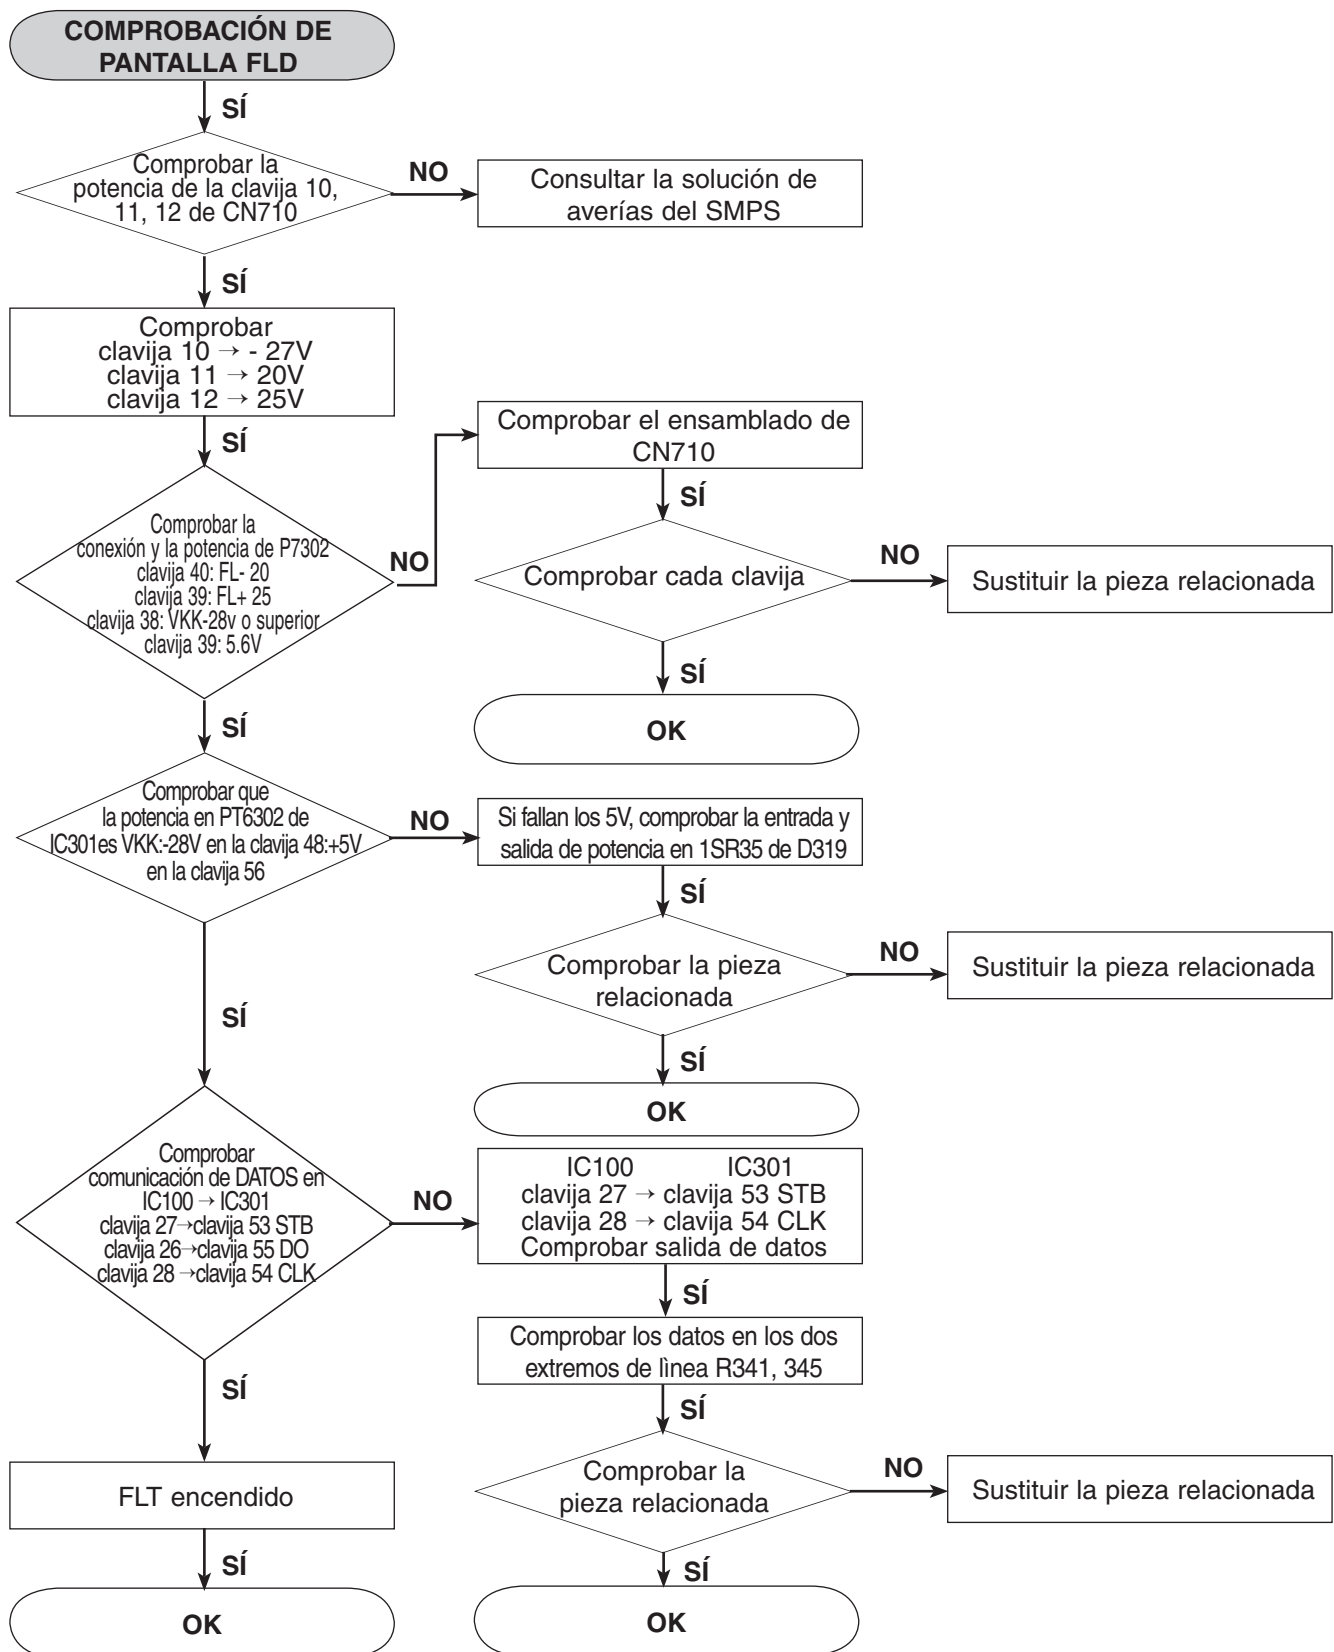 COMPROBACIÓN DE
PANTALLA FLD
SÍ
Comprobar la
potencia de la clavija 10,
11, 12 de CN710
NO
Consultar la solución de
averías del SMPS
SÍ
Comprobar
clavija 10 → - 27V
clavija 11 → 20V
clavija 12 → 25V
SÍ
Comprobar la
conexión y la potencia de P7302
clavija 40: FL- 20
clavija 39: FL+ 25
clavija 38: VKK-28v o superior
clavija 39: 5.6V
NO
Comprobar el ensamblado de
CN710
SÍ
Comprobar cada clavija
NO
Sustituir la pieza relacionada
SÍ
OK
SÍ
Comprobar que
la potencia en PT6302 de
IC301es VKK:-28V en la clavija 48:+5V
en la clavija 56
NO
Si fallan los 5V, comprobar la entrada y
salida de potencia en 1SR35 de D319
SÍ
Comprobar la pieza
relacionada
NO
Sustituir la pieza relacionada
SÍ
OK
SÍ
Comprobar
comunicación de DATOS en
IC100 → IC301
clavija 27→clavija 53 STB
clavija 26→clavija 55 DO
clavija 28 →clavija 54 CLK
NO
IC100 IC301
clavija 27 → clavija 53 STB
clavija 28 → clavija 54 CLK
Comprobar salida de datos
SÍ
Comprobar los datos en los dos
extremos de lìnea R341, 345
SÍ
Comprobar la
pieza relacionada
NO
Sustituir la pieza relacionada
SÍ
OK
SÍ
FLT encendido
SÍ
OK